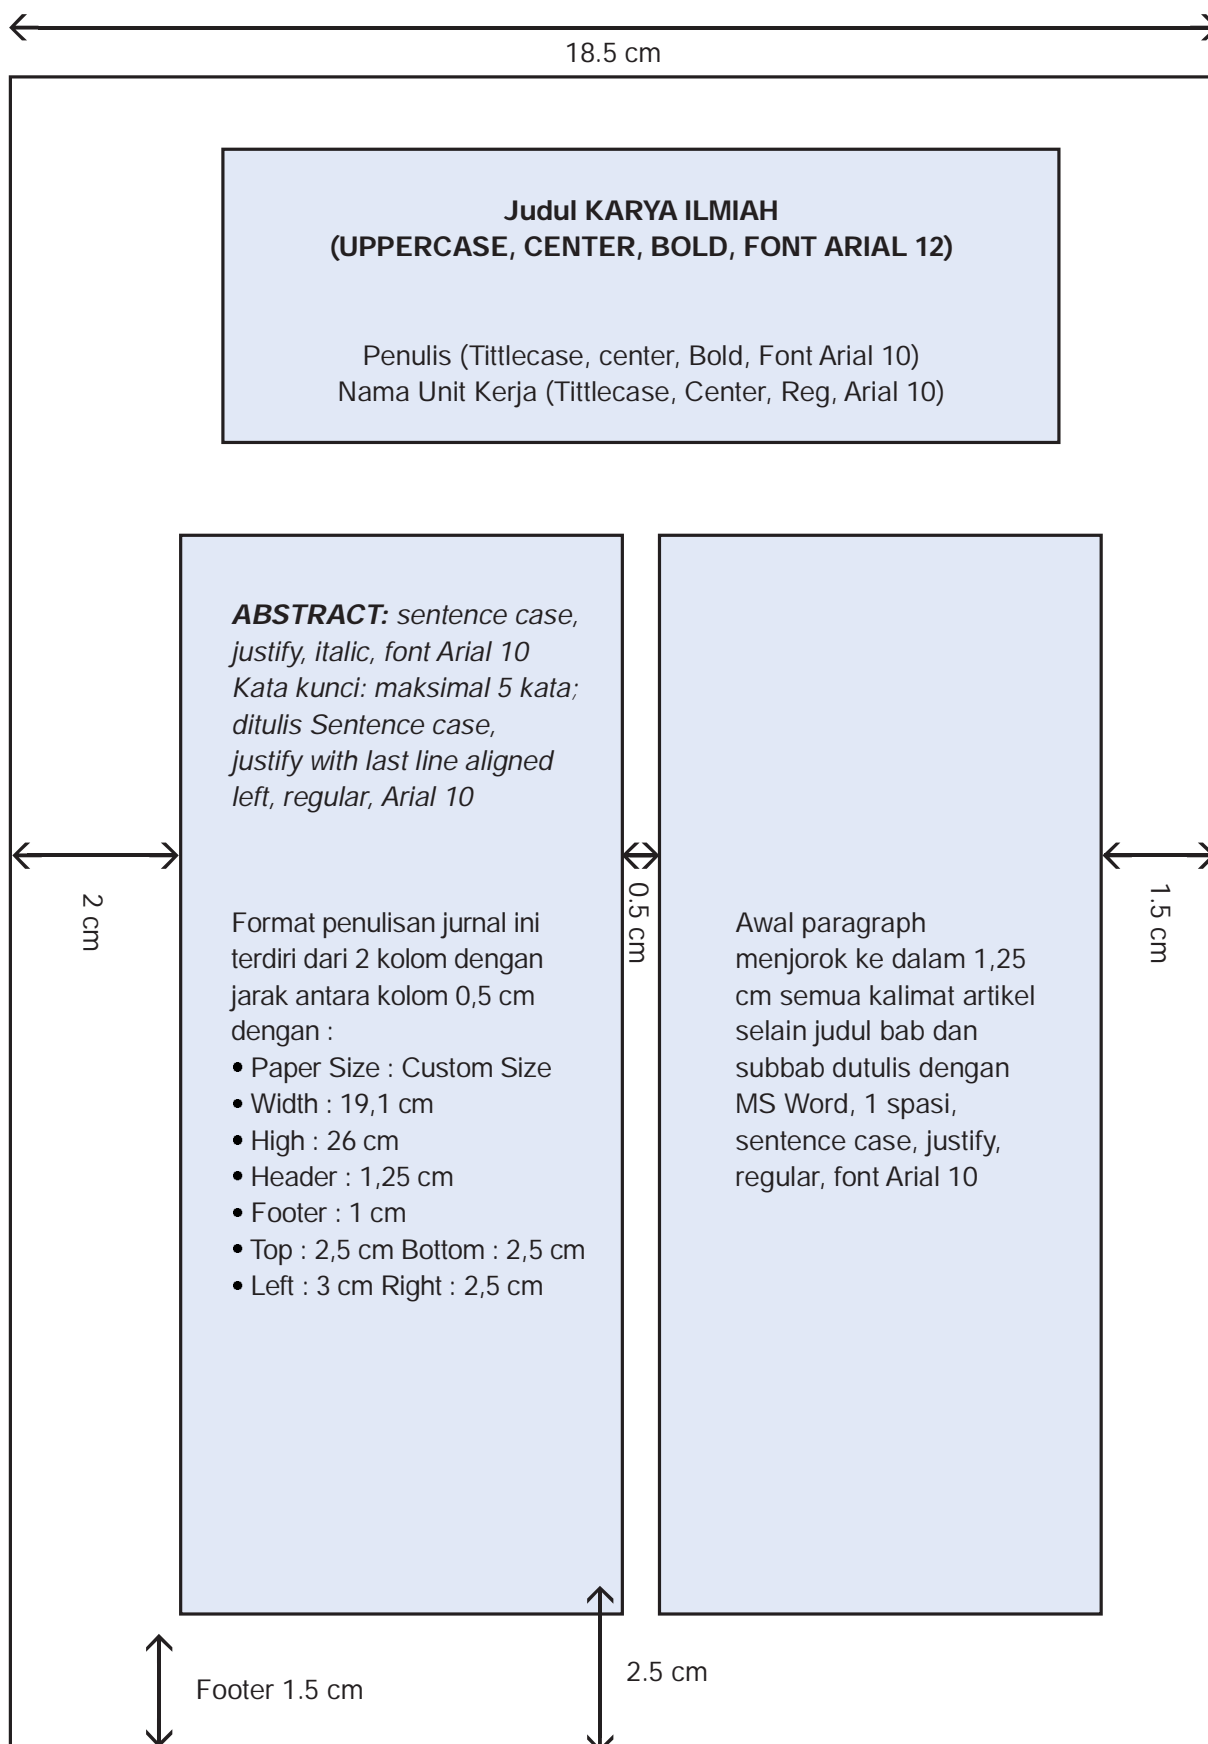 18.5 cm
Judul KARYA ILMIAH
(UPPERCASE, CENTER, BOLD, FONT ARIAL 12)
Penulis (Tittlecase, center, Bold, Font Arial 10)
Nama Unit Kerja (Tittlecase, Center, Reg, Arial 10)
ABSTRACT: sentence case,
justify, italic, font Arial 10
Kata kunci: maksimal 5 kata;
ditulis Sentence case,
justify with last line aligned
left, regular, Arial 10
2 cm
Format penulisan jurnal ini
terdiri dari 2 kolom dengan
jarak antara kolom 0,5 cm
dengan :
• Paper Size : Custom Size
• Width : 19,1 cm
• High : 26 cm
• Header : 1,25 cm
• Footer : 1 cm
• Top : 2,5 cm Bottom : 2,5 cm
• Left : 3 cm Right : 2,5 cm
0.5 cm
Awal paragraph
menjorok ke dalam 1,25
cm semua kalimat artikel
selain judul bab dan
subbab dutulis dengan
MS Word, 1 spasi,
sentence case, justify,
regular, font Arial 10
1.5 cm
Footer 1.5 cm
2.5 cm